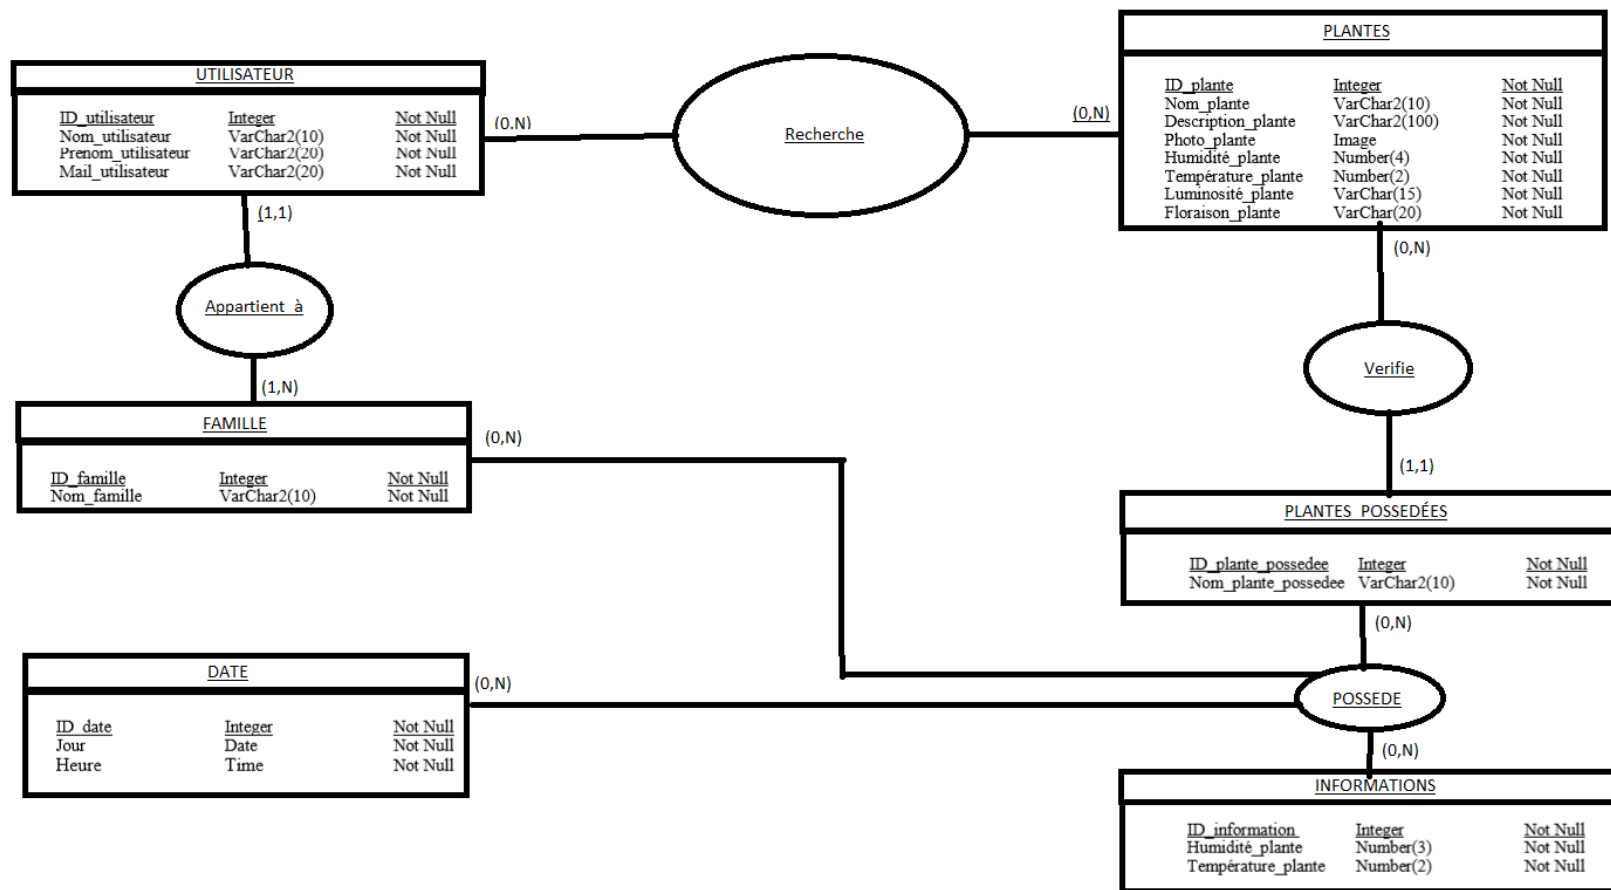 UTILISATEUR
ID_utilisateur Integer Not Null
Nom_utilisateur VarChar2(10) Not Null
Prenom_utilisateur VarChar2(20) Not Null
Mail_utilisateur VarChar2(20) Not Null
(0.N)
Recherche
(0,N)
PLANTES
ID_plante Integer Not Null
Nom_plante VarChar2(10) Not Null
Description_plante VarChar2(100) Not Null
Photo_plante Image Not Null
Humidité_plante Number(4) Not Null
Température_plante Number(2) Not Null
Luminosité_plante VarChar(15) Not Null
Floraison_plante VarChar(20) Not Null
(1,1)
Appartient à
(1,N)
(0,N)
Verifie
(1,1)
FAMILLE
ID_famille Integer Not Null
Nom_famille VarChar2(10) Not Null
(0,N)
PLANTES POSSEDÉES
ID_plante_possedee Integer Not Null
Nom_plante_possedee VarChar2(10) Not Null
(0,N)
DATE
ID_date Integer Not Null
Jour Date Not Null
Heure Time Not Null
(0,N)
POSSEDE
(0,N)
INFORMATIONS
ID_information Integer Not Null
Humidité_plante Number(3) Not Null
Température_plante Number(2) Not Null